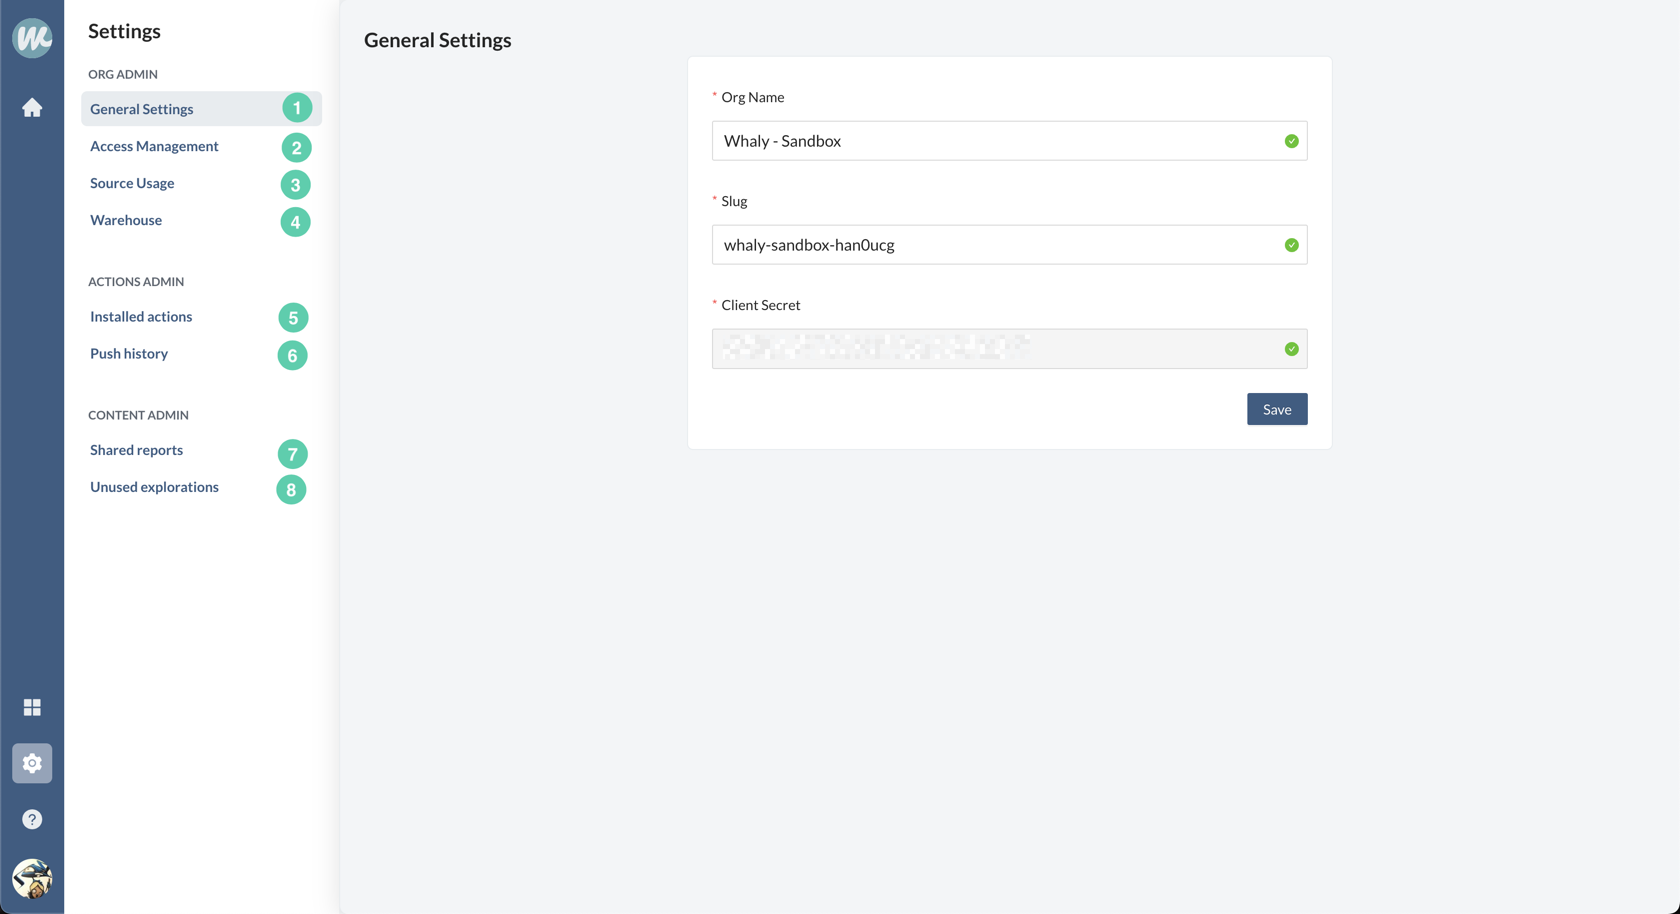 Settings
ORG ADMIN
General Settings 1
Access Management 2
Source Usage 3
Warehouse 4
ACTIONS ADMIN
Installed actions 5
Push history 6
CONTENT ADMIN
Shared reports 7
Unused explorations 8
?
General Settings
* Org Name
Whaly - Sandbox
* Slug
whaly-sandbox-han0ucg
* Client Secret
Save